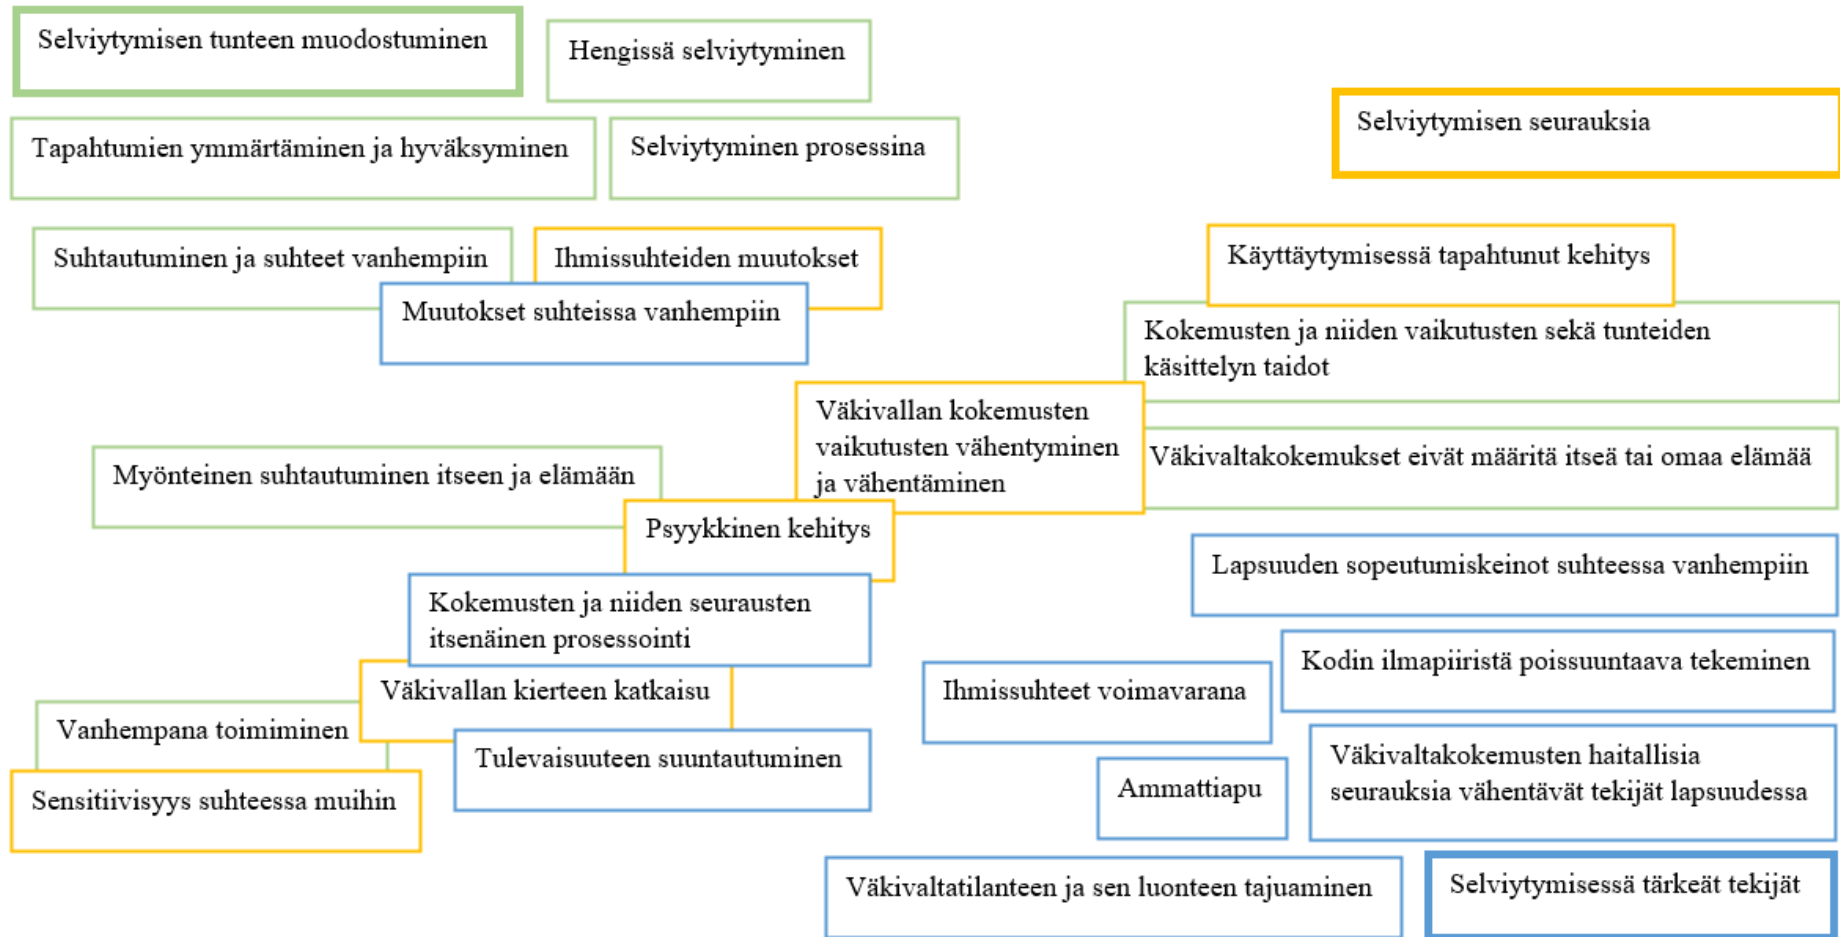 Selviytymisen tunteen muodostuminen
Hengissä selviytyminen
Selviytymisen seurauksia
Tapahtumien ymmärtäminen ja hyväksyminen
Selviytyminen prosessina
Suhtautuminen ja suhteet vanhempiin
Ihmissuhteiden muutokset
Käyttäytymisessä tapahtunut kehitys
Muutokset suhteissa vanhempiin
Kokemusten ja niiden vaikutusten sekä tunteiden
käsittelyn taidot
Väkivallan kokemusten
vaikutusten vähentyminen
ja vähentäminen
Väkivaltakokemukset eivät määritä itseä tai omaa elämää
Myönteinen suhtautuminen itseen ja elämään
Psyykkinen kehitys
Lapsuuden sopeutumiskeinot suhteessa vanhempiin
Kokemusten ja niiden seurausten
itsenäinen prosessointi
Kodin ilmapiiristä poissuuntaava tekeminen
Väkivallan kierteen katkaisu
Ihmissuhteet voimavarana
Vanhempana toimiminen
Tulevaisuuteen suuntautuminen
Väkivaltakokemusten haitallisia
seurauksia vähentävät tekijät lapsuudessa
Ammattiapu
Sensitiivisyys suhteessa muihin
Väkivaltatilanteen ja sen luonteen tajuaminen
Selviytymisessä tärkeät tekijät